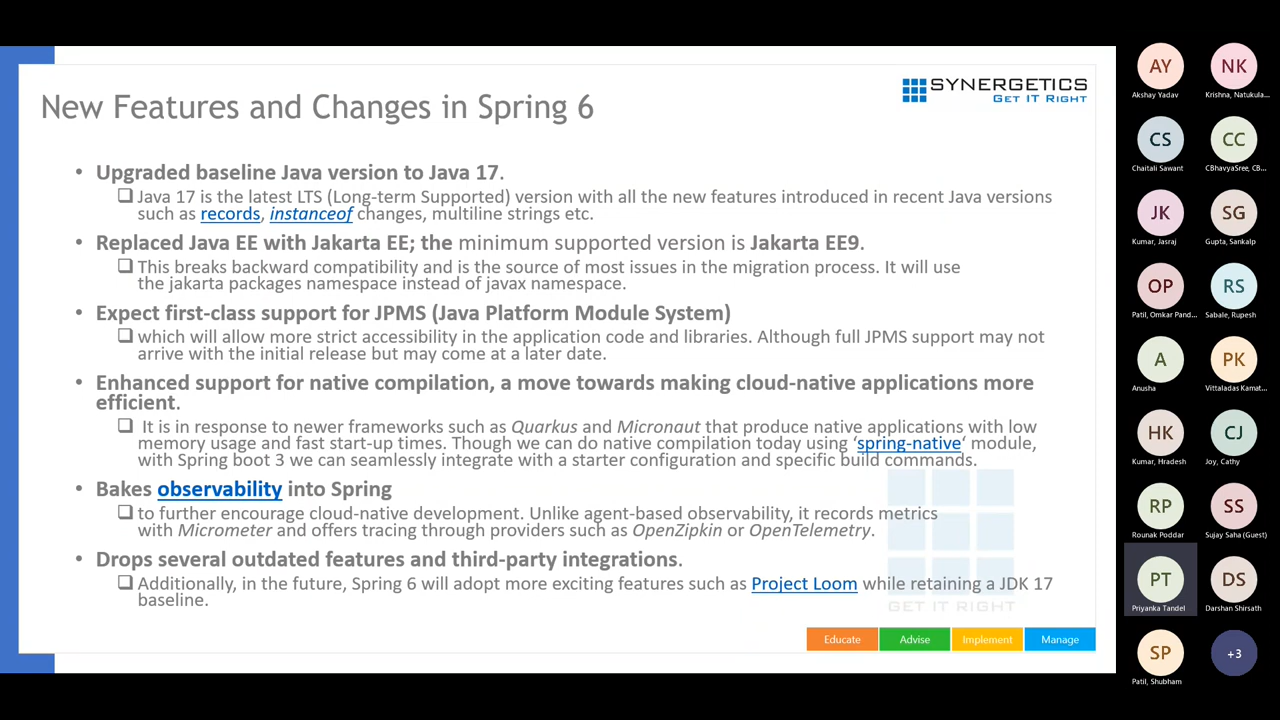 SYNERGETICS
GET IT RIGHT
New Features and Changes in Spring 6
• Upgraded baseline Java version to Java 17.
❑ Java 17 is the latest LTS (Long-term Supported) version with all the new features introduced in recent Java versions
such as records, instanceof changes, multiline strings etc.
• Replaced Java EE with Jakarta EE; the minimum supported version is Jakarta EE9.
❑ This breaks backward compatibility and is the source of most issues in the migration process. It will use
the jakarta packages namespace instead of javax namespace.
• Expect first-class support for JPMS (Java Platform Module System)
❑ which will allow more strict accessibility in the application code and libraries. Although full JPMS support may not
arrive with the initial release but may come at a later date.
• Enhanced support for native compilation, a move towards making cloud-native applications more
efficient.
❑ It is in response to newer frameworks such as Quarkus and Micronaut that produce native applications with low
memory usage and fast start-up times. Though we can do native compilation today using ‘spring-native‘ module,
with Spring boot 3 we can seamlessly integrate with a starter configuration and specific build commands.
• Bakes observability into Spring
❑ to further encourage cloud-native development. Unlike agent-based observability, it records metrics
with Micrometer and offers tracing through providers such as OpenZipkin or OpenTelemetry.
• Drops several outdated features and third-party integrations.
❑ Additionally, in the future, Spring 6 will adopt more exciting features such as Project Loom while retaining a JDK 17
baseline.
GET IT RIGHT
Educate Advise Implement Manage
AY NK
Akshay Yadav Krishna, Natukula...
CS CC
Chaitali Sawant CBhavyaSree, CB...
JK SG
Kumar, Jasraj Gupta, Sankalp
OP RS
Patil, Omkar Pand... Sabale, Rupesh
A PK
Anusha Vittaladas Kamat...
HK CJ
Kumar, Hradesh Joy, Cathy
RP SS
Rounak Poddar Sujay Saha (Guest)
PT DS
Priyanka Tandel Darshan Shirsath
SP +3
Patil, Shubham